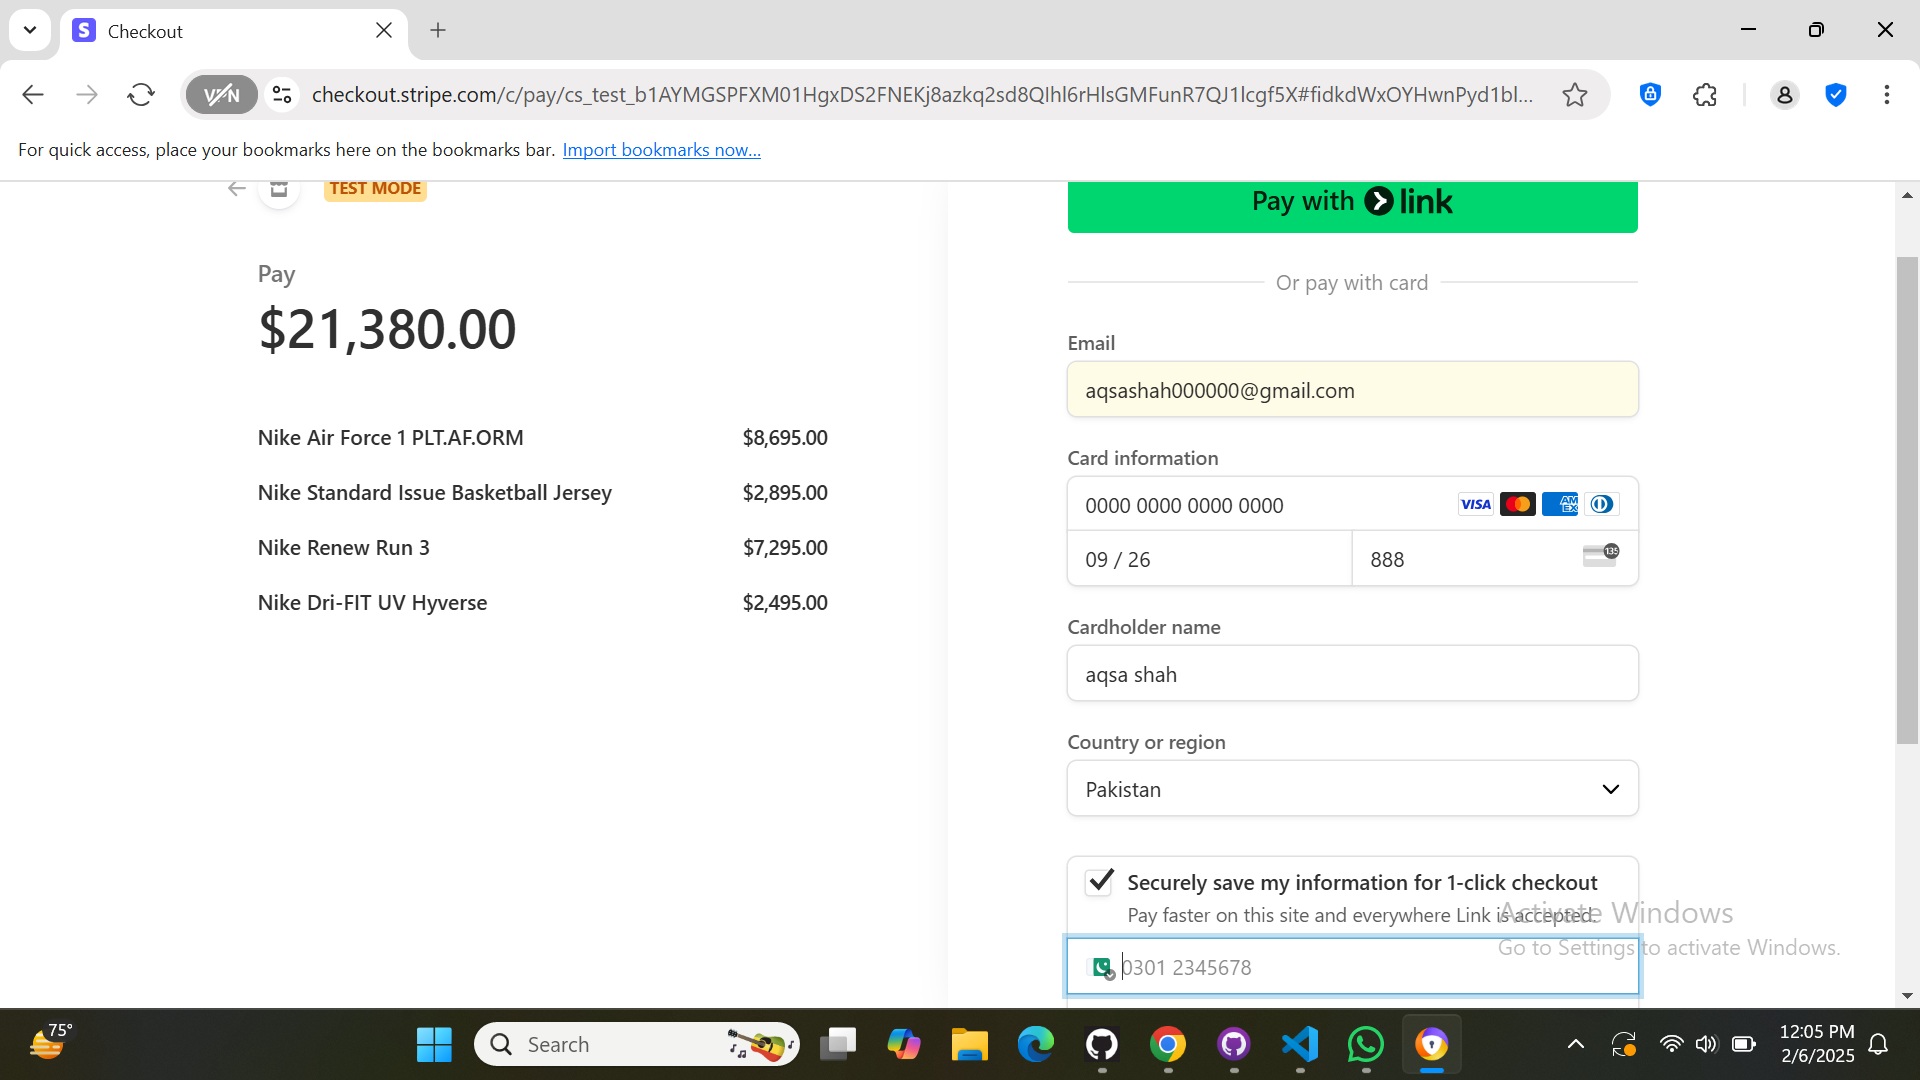 Checkout
VPN
checkout.stripe.com/c/pay/cs_test_b1AYMGSPFXM01HgxDS2FNEKj8azkq2sd8QIhl6rHlsGMFunR7QJ1lcgf5X#fidkdWxOYHwnPyd1bl...
For quick access, place your bookmarks here on the bookmarks bar. Import bookmarks now...
TEST MODE
Pay
$21,380.00
Nike Air Force 1 PLT.AF.ORM $8,695.00
Nike Standard Issue Basketball Jersey $2,895.00
Nike Renew Run 3 $7,295.00
Nike Dri-FIT UV Hyverse $2,495.00
Pay with link
Or pay with card
Email
aqsashah000000@gmail.com
Card information
0000 0000 0000 0000 VISA AMEX
09 / 26 888 135
Cardholder name
aqsa shah
Country or region
Pakistan
Securely save my information for 1-click checkout
Pay faster on this site and everywhere Link is accepted.
0301 2345678
Activate Windows
Go to Settings to activate Windows.
75°
Search
12:05 PM
2/6/2025